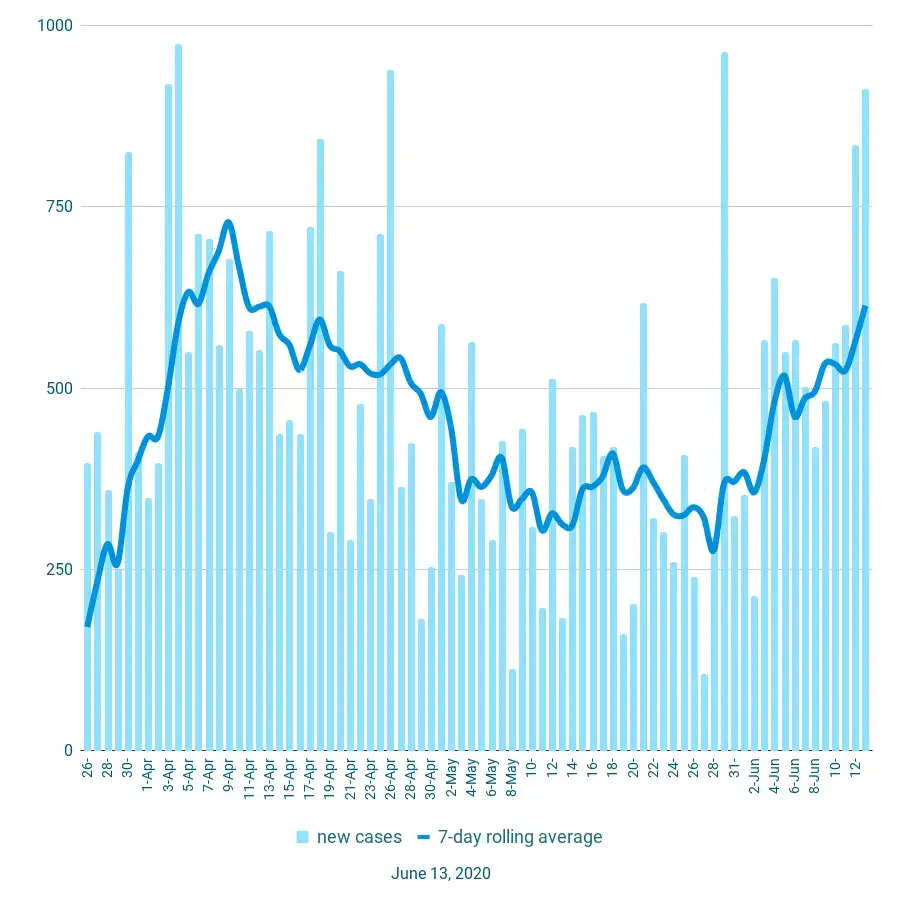 1000
750
500
250
0
26-
28-
30-
1-Apr
3-Apr
5-Apr
7-Apr
9-Apr
11-Apr
13-Apr
15-Apr
17-Apr
19-Apr
21-Apr
23-Apr
26-Apr
28-Apr
30-Apr
2-May
4-May
6-May
8-May
10-
12-
14-
16-
18-
20-
22-
24-
26-
28-
31-
2-Jun
4-Jun
6-Jun
8-Jun
10-
12-
new cases 7-day rolling average
June 13, 2020